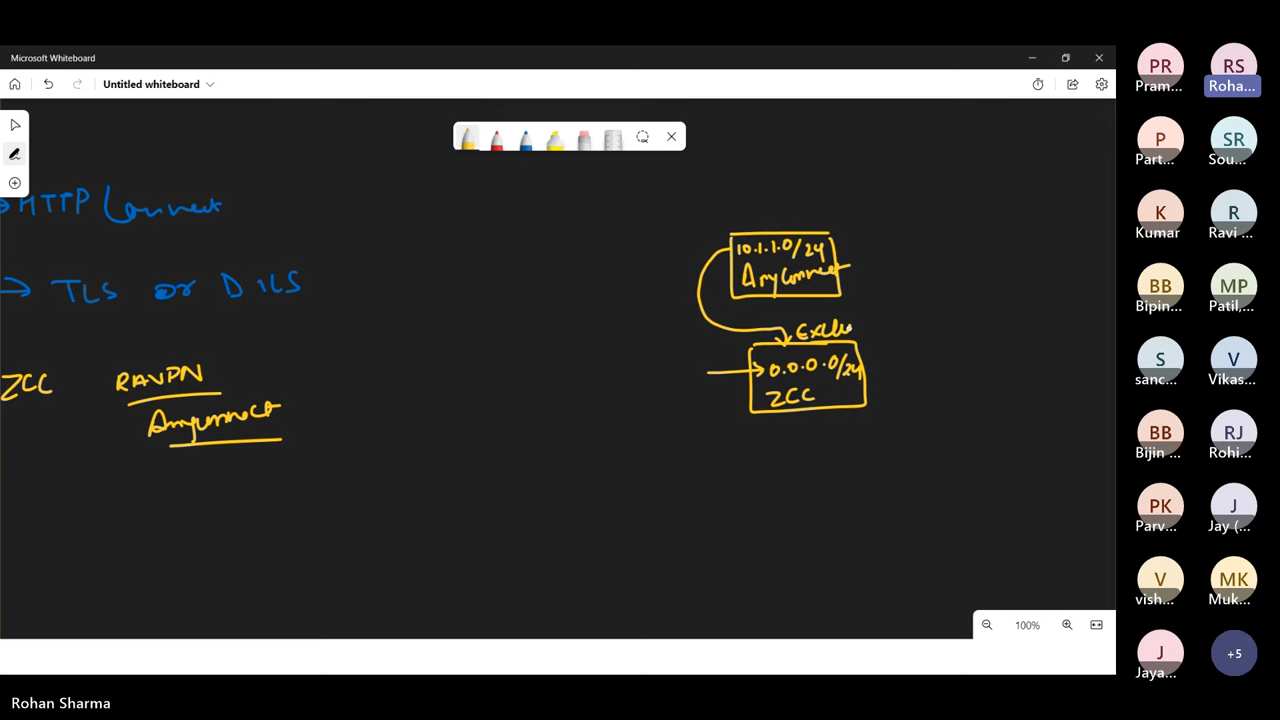 Microsoft Whiteboard
Untitled whiteboard
HTTP Connect
→ TLS or DTLS
ZCC RAVPN
Anyconnect
10.1.1.0/24
AnyConnect
Exclu
0.0.0.0/24
ZCC
100%
PR
Pram...
RS
Roha...
P
Part...
SR
Sou...
K
Kumar
R
Ravi ...
BB
Bipin ...
MP
Patil,...
S
sanc...
V
Vikas...
BB
Bijin ...
RJ
Rohi...
PK
Parv...
J
Jay (...
V
vish...
MK
Muk...
J
Jaya...
+5
Rohan Sharma